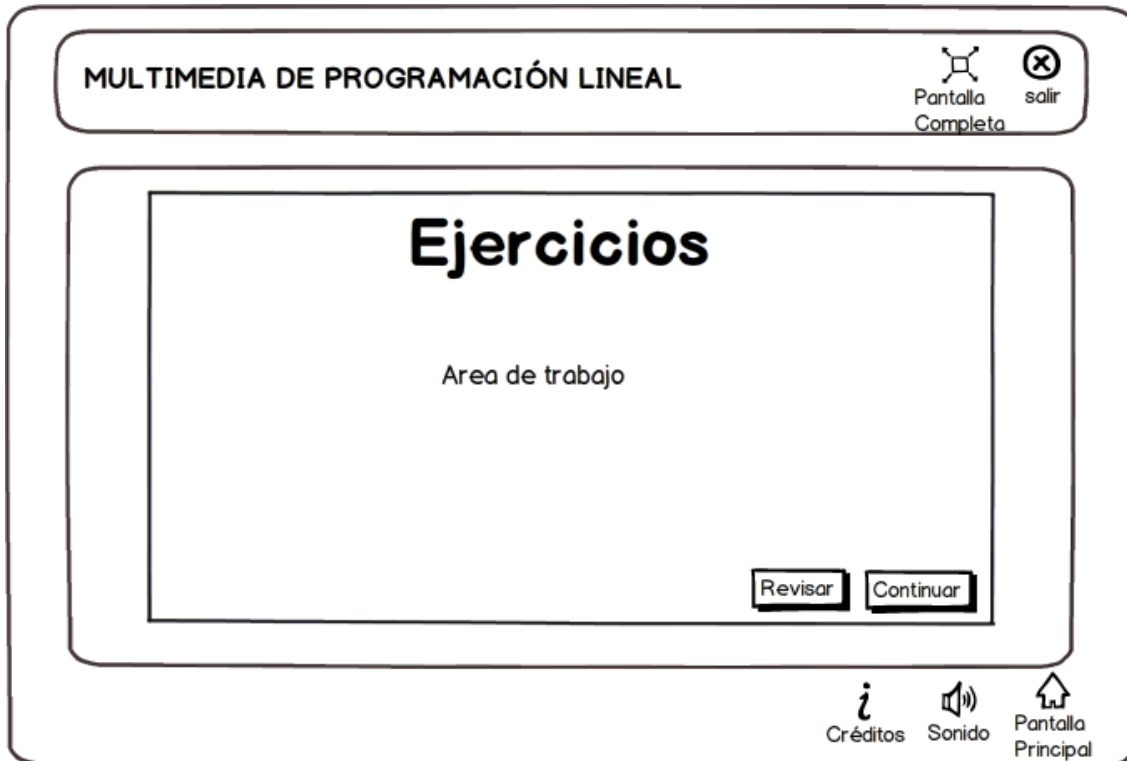 MULTIMEDIA DE PROGRAMACIÓN LINEAL
Pantalla
Completa
salir
Ejercicios
Area de trabajo
Revisar
Continuar
Créditos
Sonido
Pantalla
Principal